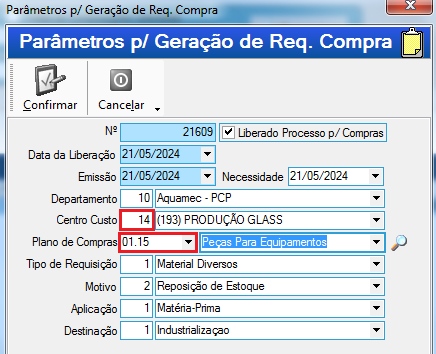 Parâmetros p/ Geração de Req. Compra
Parâmetros p/ Geração de Req. Compra
Confirmar Cancelar
Nº 21609 Liberado Processo p/ Compras
Data da Liberação 21/05/2024
Emissão 21/05/2024 Necessidade 21/05/2024
Departamento 10 Aquamec - PCP
Centro Custo 14 (193) PRODUÇÃO GLASS
Plano de Compras 01.15 Peças Para Equipamentos
Tipo de Requisição 1 Material Diversos
Motivo 2 Reposição de Estoque
Aplicação 1 Matéria-Prima
Destinação 1 Industrializaçao